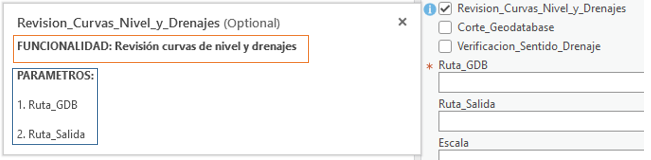 Revision_Curvas_Nivel_y_Drenajes (Optional)
FUNCIONALIDAD: Revisión curvas de nivel y drenajes
PARAMETROS:
1. Ruta_GDB
2. Ruta_Salida
Revision_Curvas_Nivel_y_Drenajes
Corte_Geodatabase
Verificacion_Sentido_Drenaje
* Ruta_GDB
Ruta_Salida
Escala